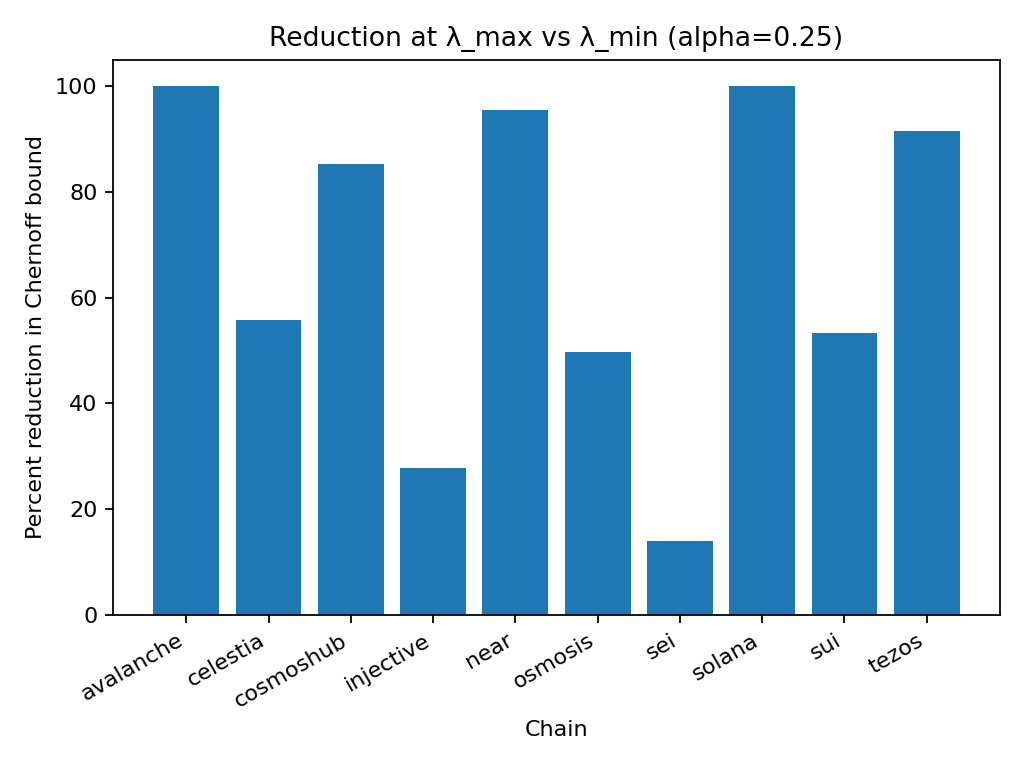 Reduction at λ_max vs λ_min (alpha=0.25)
Percent reduction in Chernoff bound
100
80
60
40
20
0
avalanche
celestia
cosmoshub
injective
near
osmosis
sei
solana
sui
tezos
Chain